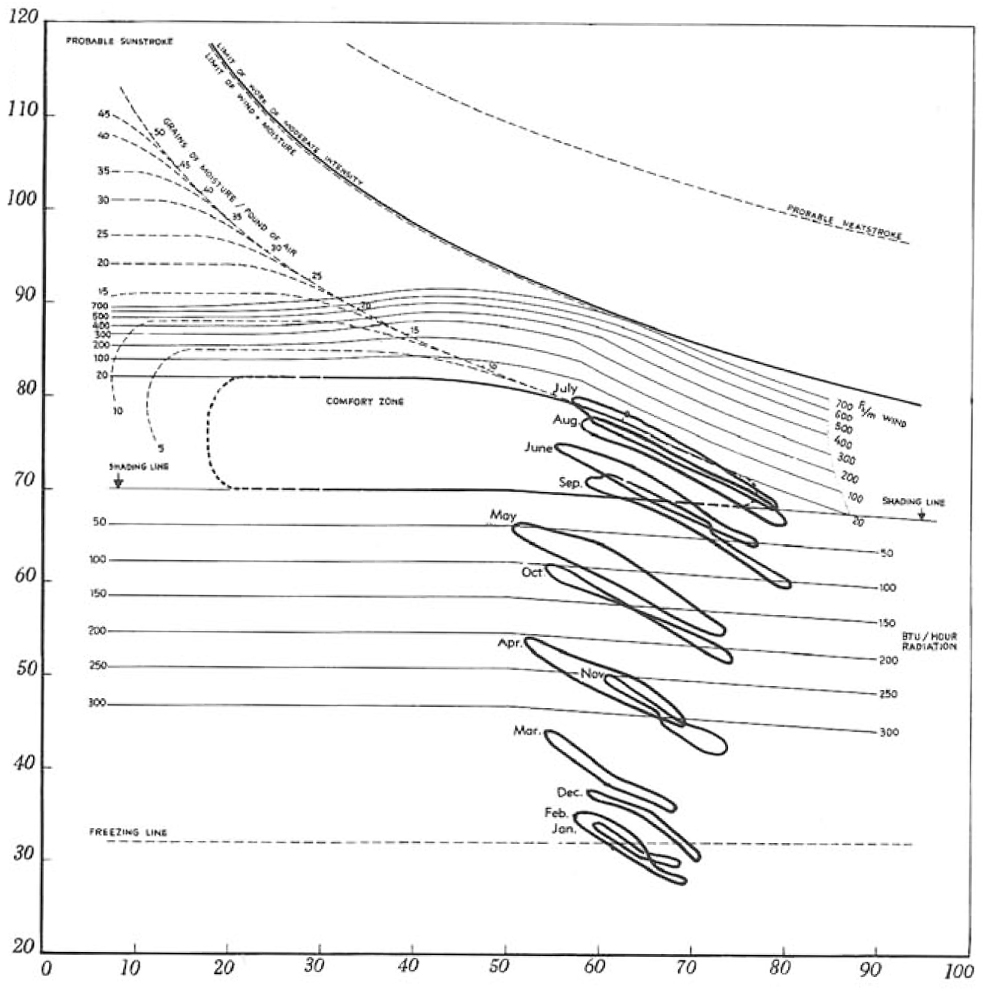 120
PROBABLE SUNSTROKE
LIMIT OF WORK OF MODERATE INTENSITY
LIMIT OF WIND + MOISTURE
110
45
40
35
30
25
20
15
GRAINS OF MOISTURE / POUND OF AIR
50
45
40
35
30
25
20
15
10
PROBABLE HEATSTROKE
100
90
700
500
400
300
200
100
20
80
10
5
COMFORT ZONE
July
Aug.
June
Sep.
700 Ft/m WIND
600
500
400
300
200
100
20
SHADING LINE
70
SHADING LINE
50
May
50
100
Oct.
100
60
150
150
200
Apr.
BTU / HOUR
RADIATION
200
250
Nov.
250
50
300
300
Mar.
40
Dec.
Feb.
Jan.
FREEZING LINE
30
20
0 10 20 30 40 50 60 70 80 90 100